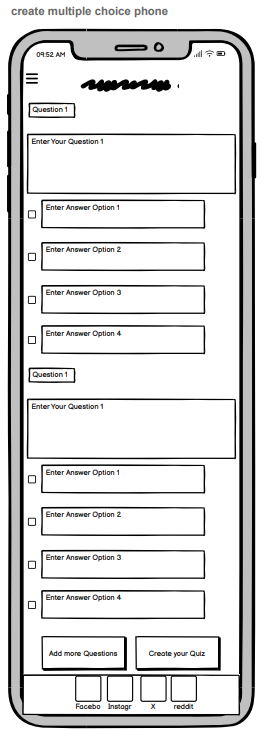 create multiple choice phone
09:52 AM
Question 1
Enter Your Question 1
Enter Answer Option 1
Enter Answer Option 2
Enter Answer Option 3
Enter Answer Option 4
Question 1
Enter Your Question 1
Enter Answer Option 1
Enter Answer Option 2
Enter Answer Option 3
Enter Answer Option 4
Add more Questions Create your Quiz
Facebo Instagr X reddit